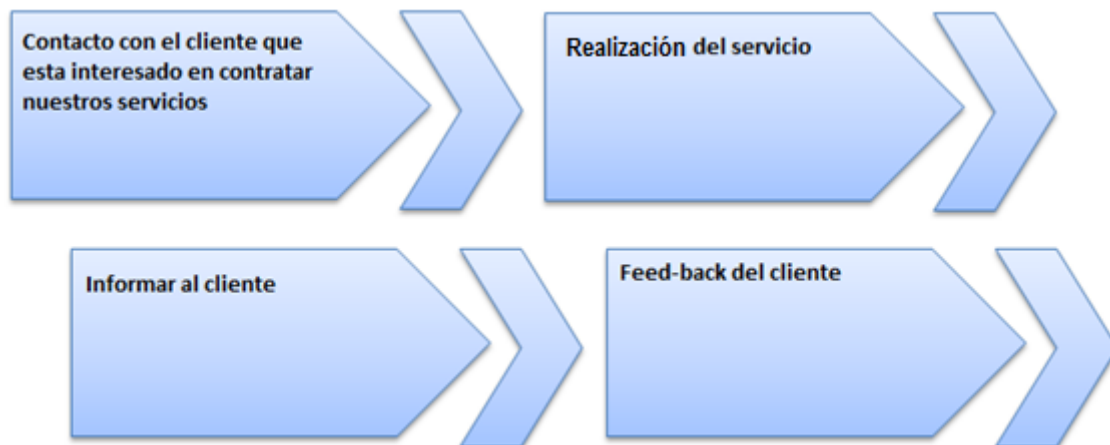 Contacto con el cliente que
esta interesado en contratar
nuestros servicios
Realización del servicio
Informar al cliente
Feed-back del cliente